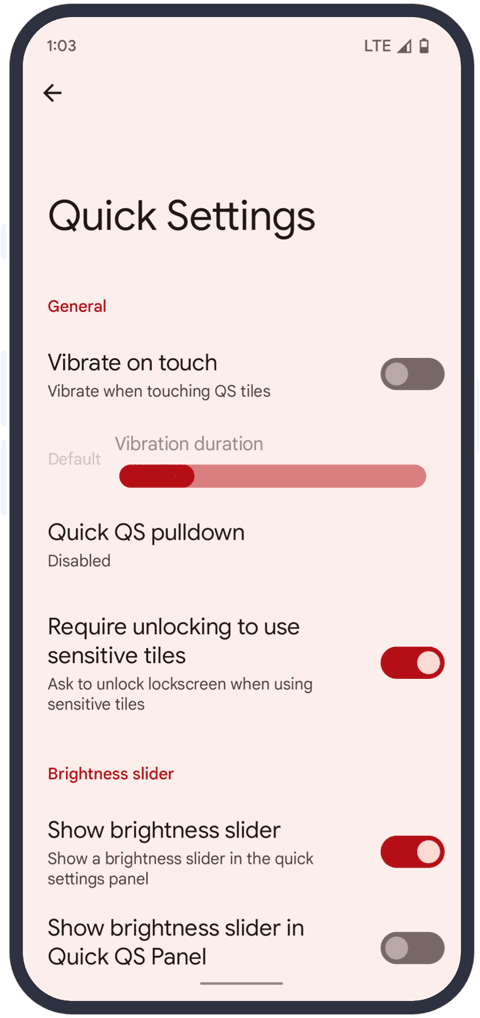 1:03 LTE
Quick Settings
General
Vibrate on touch
Vibrate when touching QS tiles
Vibration duration
Default
Quick QS pulldown
Disabled
Require unlocking to use
sensitive tiles
Ask to unlock lockscreen when using
sensitive tiles
Brightness slider
Show brightness slider
Show a brightness slider in the quick
settings panel
Show brightness slider in
Quick QS Panel